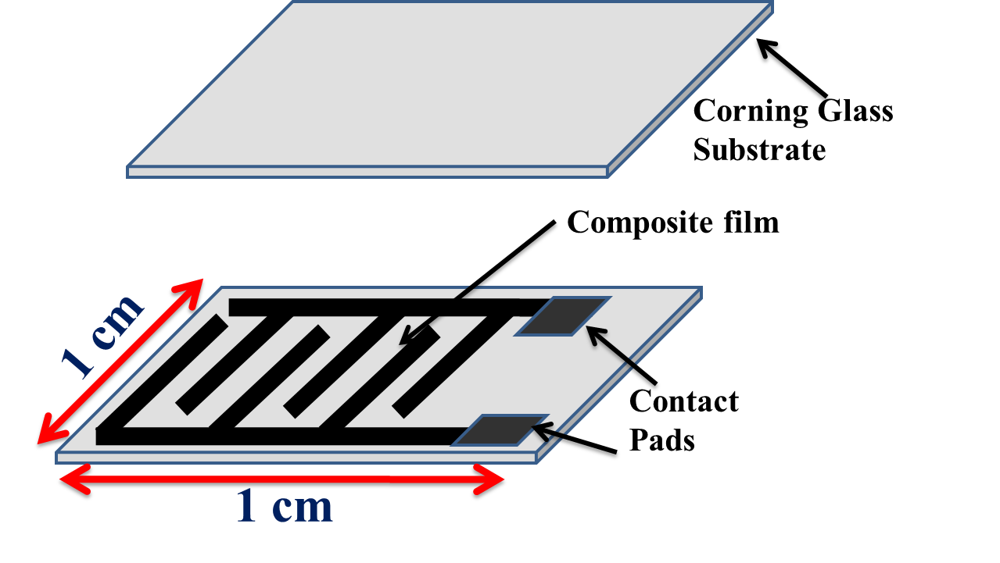 Corning Glass
Substrate
Composite film
1 cm
Contact
Pads
1 cm